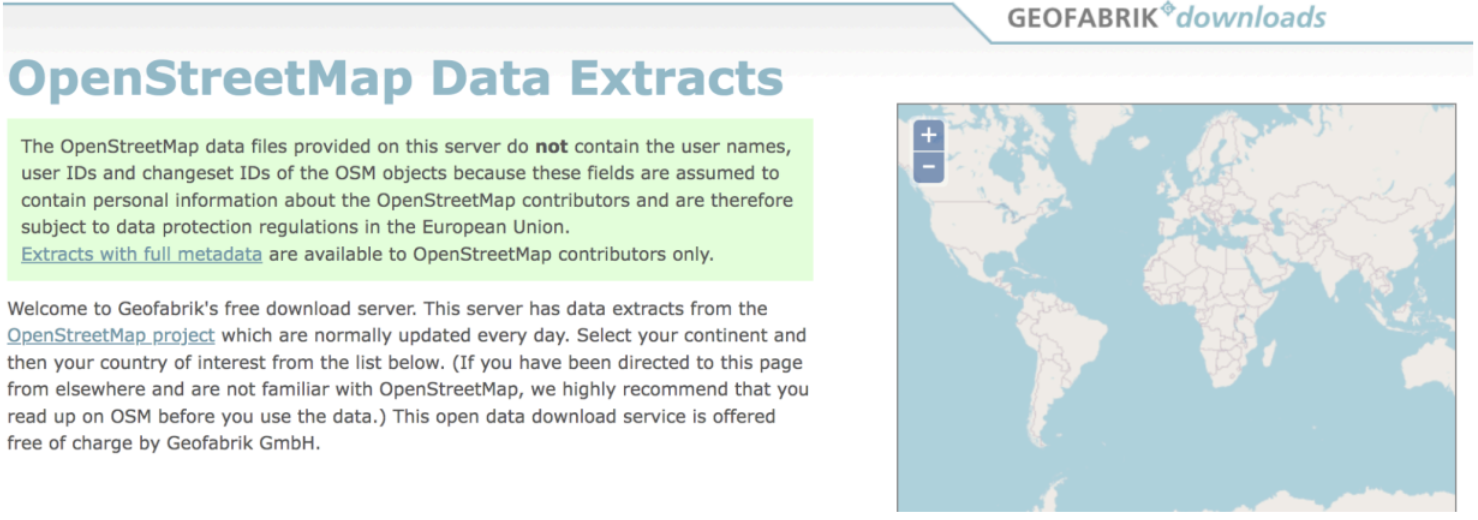 GEOFABRIK downloads
OpenStreetMap Data Extracts
The OpenStreetMap data files provided on this server do not contain the user names,
user IDs and changeset IDs of the OSM objects because these fields are assumed to
contain personal information about the OpenStreetMap contributors and are therefore
subject to data protection regulations in the European Union.
Extracts with full metadata are available to OpenStreetMap contributors only.
Welcome to Geofabrik's free download server. This server has data extracts from the
OpenStreetMap project which are normally updated every day. Select your continent and
then your country of interest from the list below. (If you have been directed to this page
from elsewhere and are not familiar with OpenStreetMap, we highly recommend that you
read up on OSM before you use the data.) This open data download service is offered
free of charge by Geofabrik GmbH.
+
−